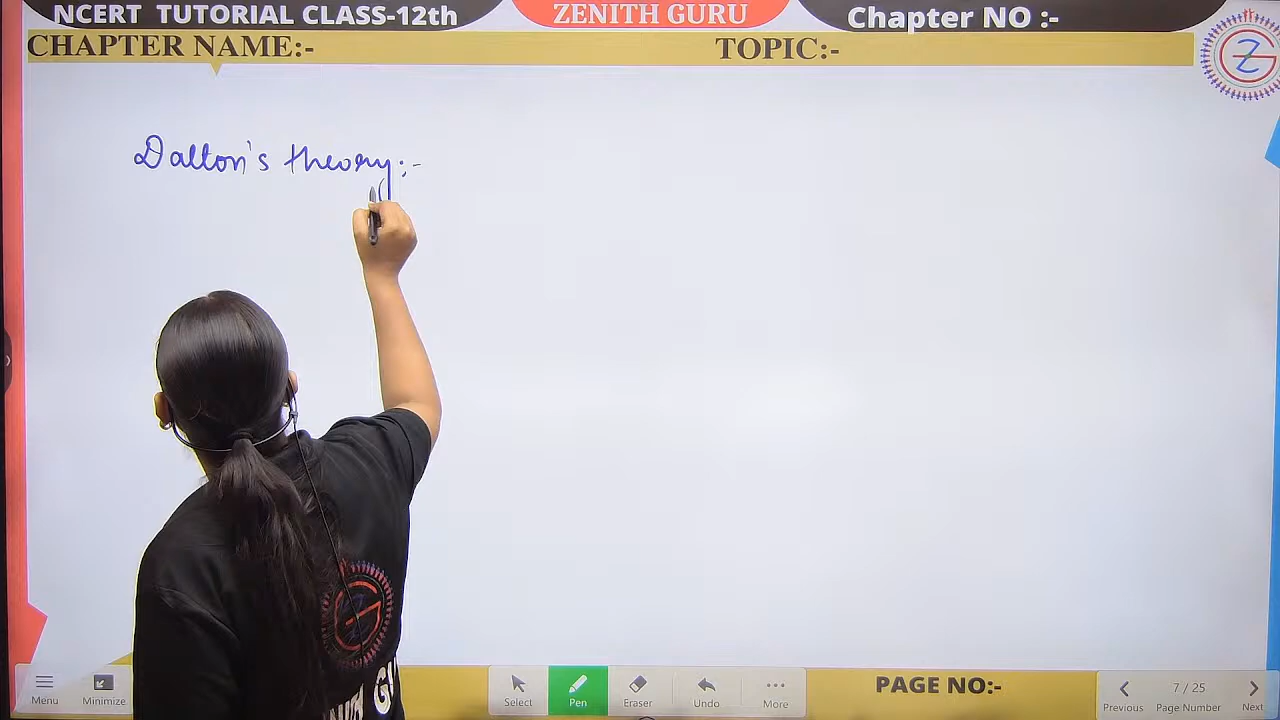 NCERT TUTORIAL CLASS-12th
ZENITH GURU
Chapter NO :-
CHAPTER NAME:-
TOPIC:-
Dalton's theory:-
Menu
Minimize
Select
Pen
Eraser
Undo
More
PAGE NO:-
Previous
7 / 25
Page Number
Next